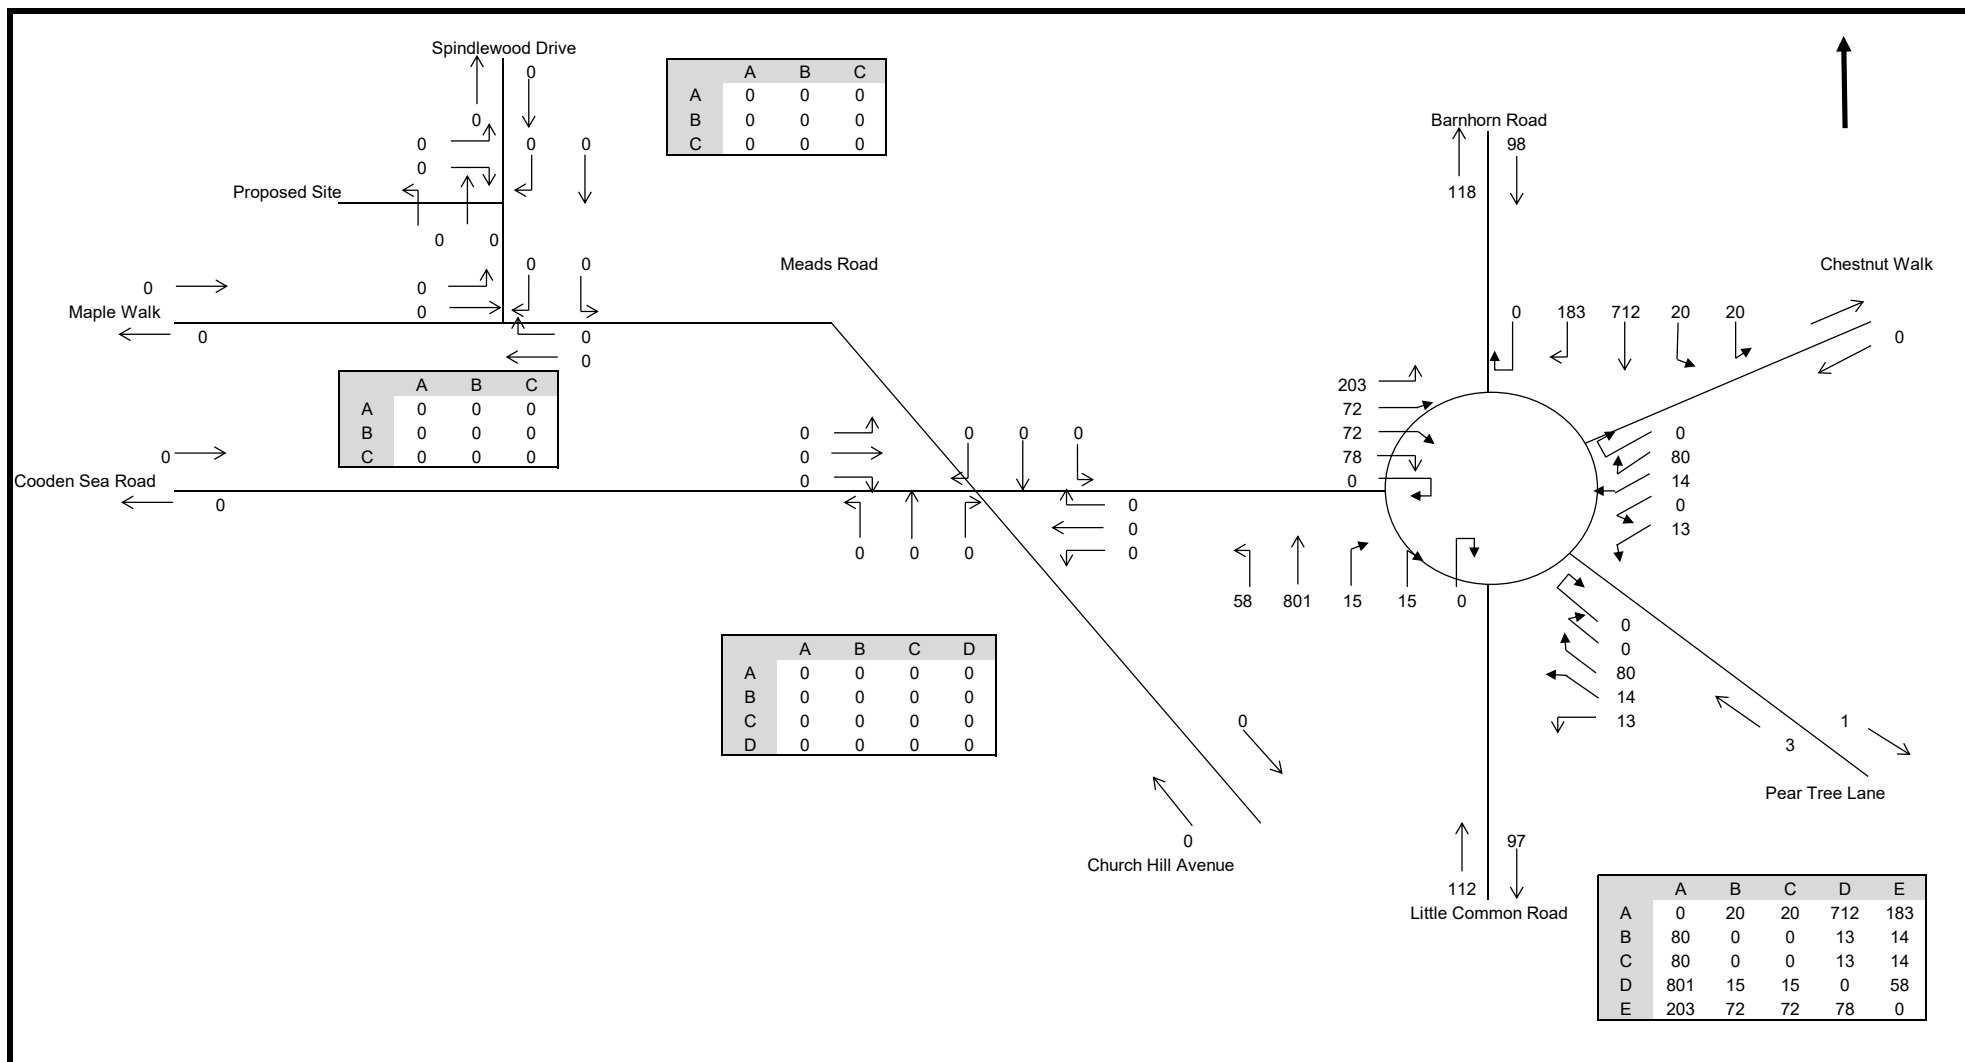 Spindlewood Drive
0
A B C
A 0 0 0
B 0 0 0
C 0 0 0
0
0 0 0
0
Proposed Site
0 0
Barnhorn Road
98
118
Meads Road
Chestnut Walk
0 0
0 0
0
Maple Walk
0
0
0
0
0 183 712 20 20
0
A B C
A 0 0 0
B 0 0 0
C 0 0 0
203
72
72
78
0
0
Cooden Sea Road
0
0
0
0
0 0 0
0
0
0
0 0 0
0
80
14
0
13
58 801 15 15 0
0
0
80
14
13
A B C D
A 0 0 0 0
B 0 0 0 0
C 0 0 0 0
D 0 0 0 0
0
0
Church Hill Avenue
1
3
Pear Tree Lane
97
112
Little Common Road
A B C D E
A 0 20 20 712 183
B 80 0 0 13 14
C 80 0 0 13 14
D 801 15 15 0 58
E 203 72 72 78 0